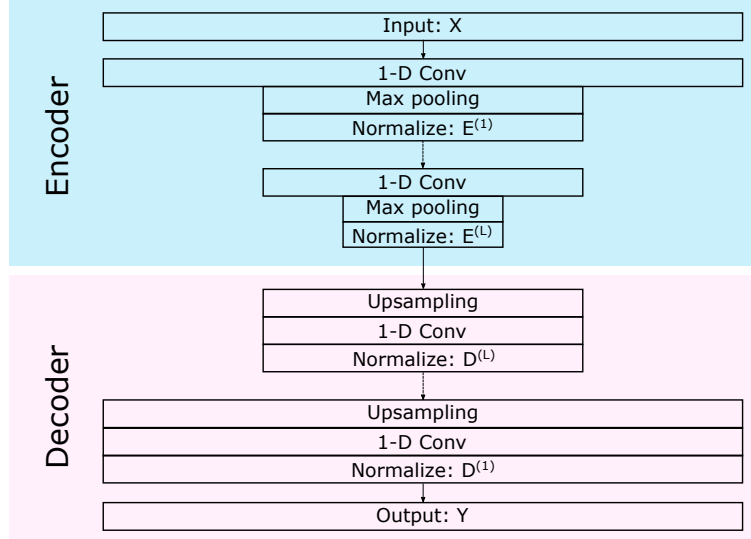 Encoder
Input: X
1-D Conv
Max pooling
Normalize: E⁽¹⁾
1-D Conv
Max pooling
Normalize: E⁽ᴸ⁾
Decoder
Upsampling
1-D Conv
Normalize: D⁽ᴸ⁾
Upsampling
1-D Conv
Normalize: D⁽¹⁾
Output: Y